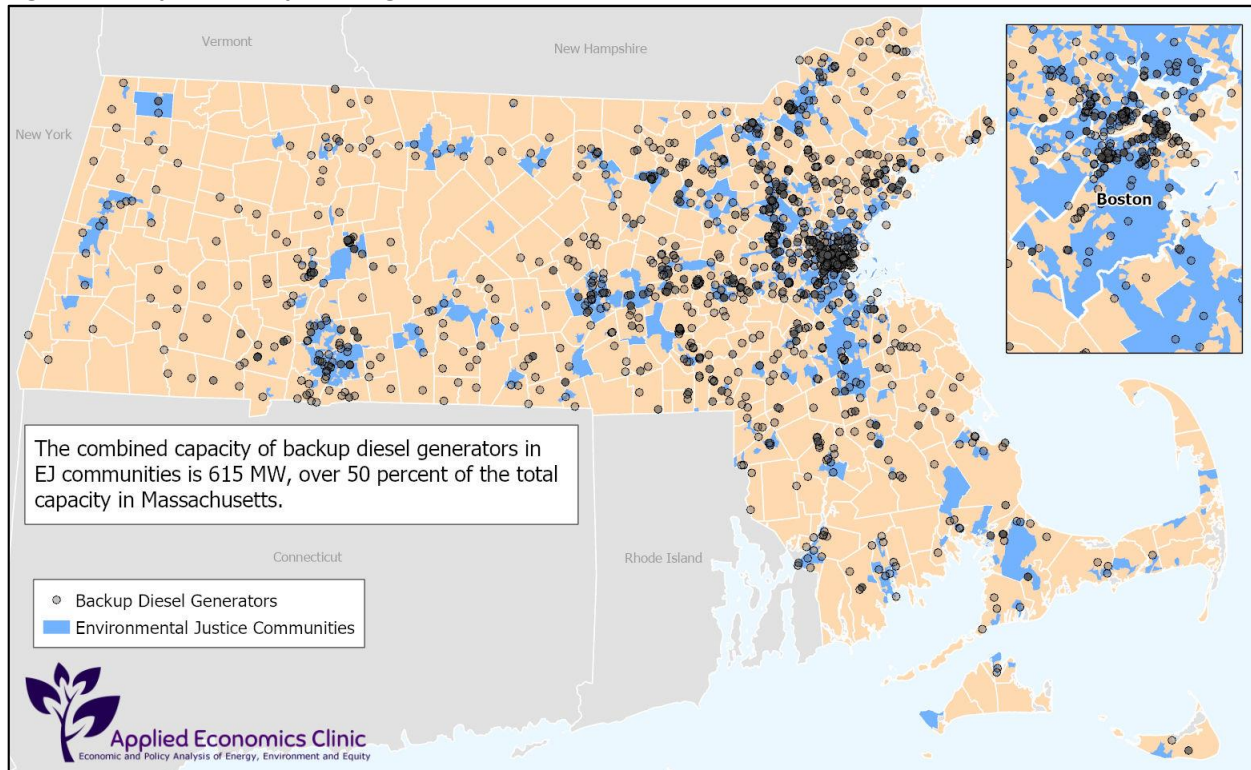 Vermont
New Hampshire
New York
Boston
The combined capacity of backup diesel generators in
EJ communities is 615 MW, over 50 percent of the total
capacity in Massachusetts.
Connecticut
Rhode Island
Backup Diesel Generators
Environmental Justice Communities
Applied Economics Clinic
Economic and Policy Analysis of Energy, Environment and Equity